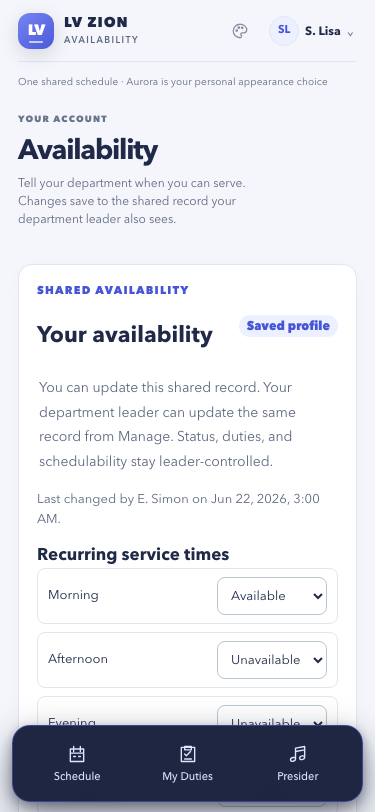 LV
LV ZION
AVAILABILITY
SL
S. Lisa
One shared schedule · Aurora is your personal appearance choice
YOUR ACCOUNT
Availability
Tell your department when you can serve.
Changes save to the shared record your
department leader also sees.
SHARED AVAILABILITY
Your availability
Saved profile
You can update this shared record. Your
department leader can update the same
record from Manage. Status, duties, and
schedulability stay leader-controlled.
Last changed by E. Simon on Jun 22, 2026, 3:00
AM.
Recurring service times
Morning
Available
Afternoon
Unavailable
Evening
Unavailable
Schedule
My Duties
Presider